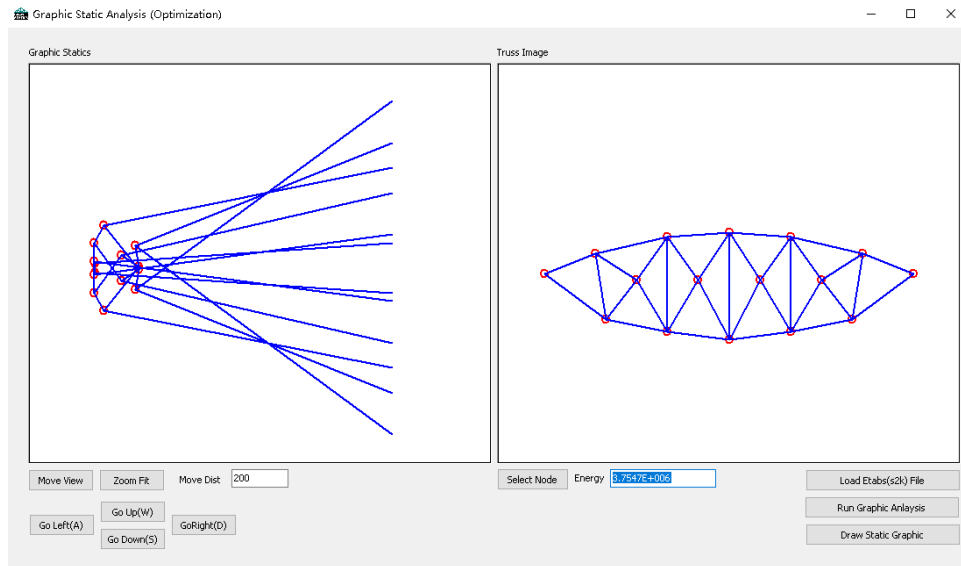 Graphic Static Analysis (Optimization)
Graphic Statics
Truss Image
Move View
Zoom Fit
Move Dist
200
Select Node
Energy
3.7547E+006
Load Etabs(s2k) File
Go Up(W)
Run Graphic Anlaysis
Go Left(A)
GoRight(D)
Go Down(S)
Draw Static Graphic